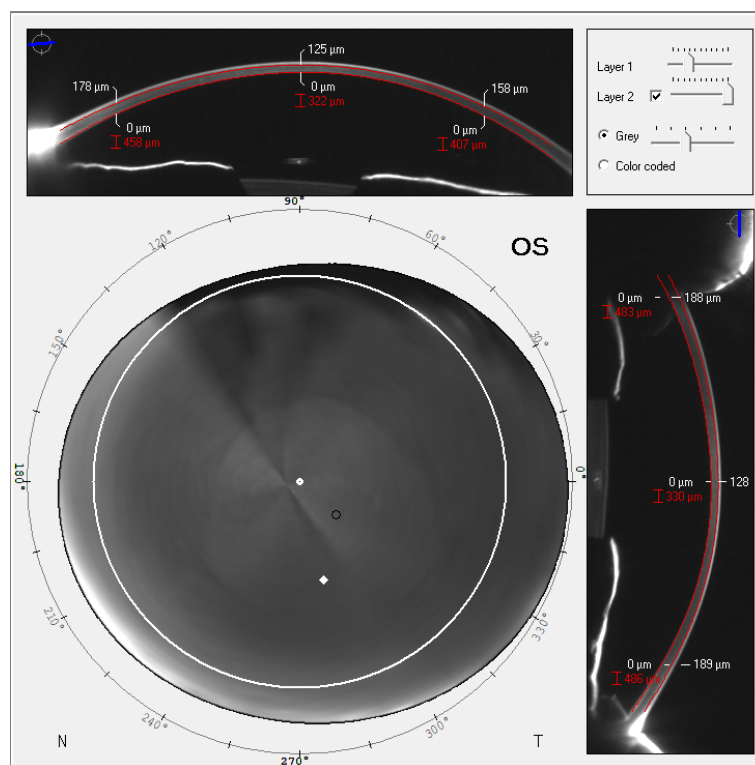 125 µm
178 µm
158 µm
0 µm
322 µm
0 µm
458 µm
0 µm
407 µm
Layer 1
Layer 2
Grey
Color coded
90°
120°
60°
OS
150°
30°
180°
0°
210°
330°
240°
300°
270°
N
T
0 µm
188 µm
483 µm
0 µm
128
330 µm
0 µm
189 µm
486 µm